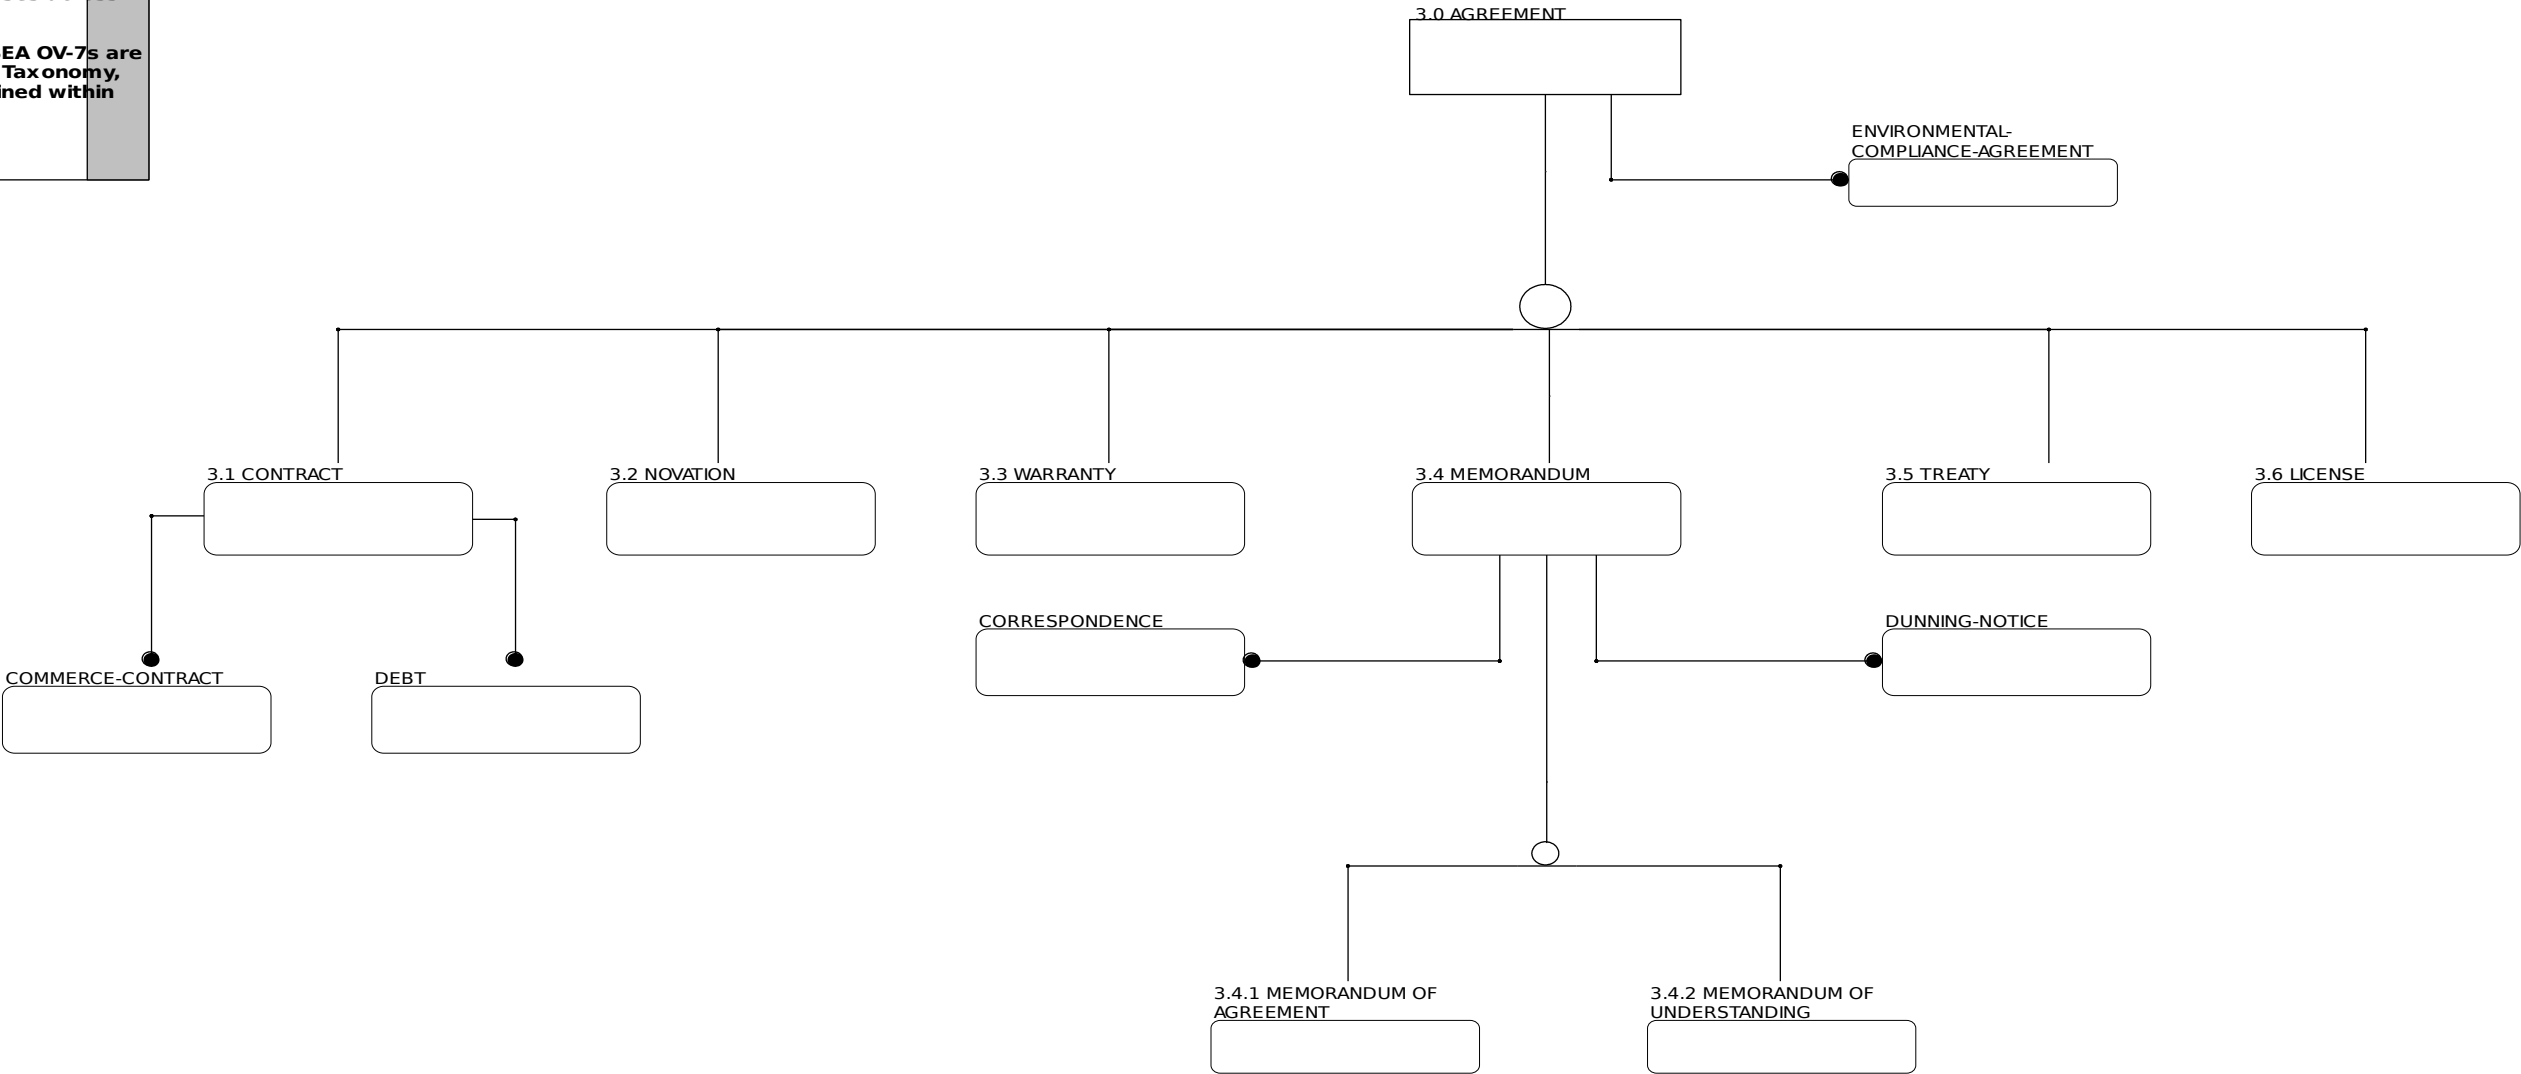 EA OV-7s are
Taxonomy,
within
3.0 AGREEMENT
ENVIRONMENTAL-
COMPLIANCE-AGREEMENT
3.1 CONTRACT
3.2 NOVATION
3.3 WARRANTY
3.4 MEMORANDUM
3.5 TREATY
3.6 LICENSE
CORRESPONDENCE
DUNNING-NOTICE
COMMERCE-CONTRACT
DEBT
3.4.1 MEMORANDUM OF
AGREEMENT
3.4.2 MEMORANDUM OF
UNDERSTANDING